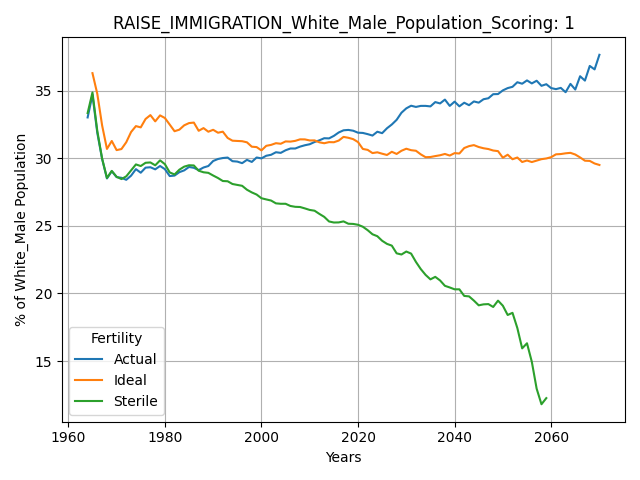 RAISE_IMMIGRATION_White_Male_Population_Scoring: 1
% of White_Male Population
35
30
25
20
15
Fertility
Actual
Ideal
Sterile
1960
1980
2000
2020
2040
2060
Years